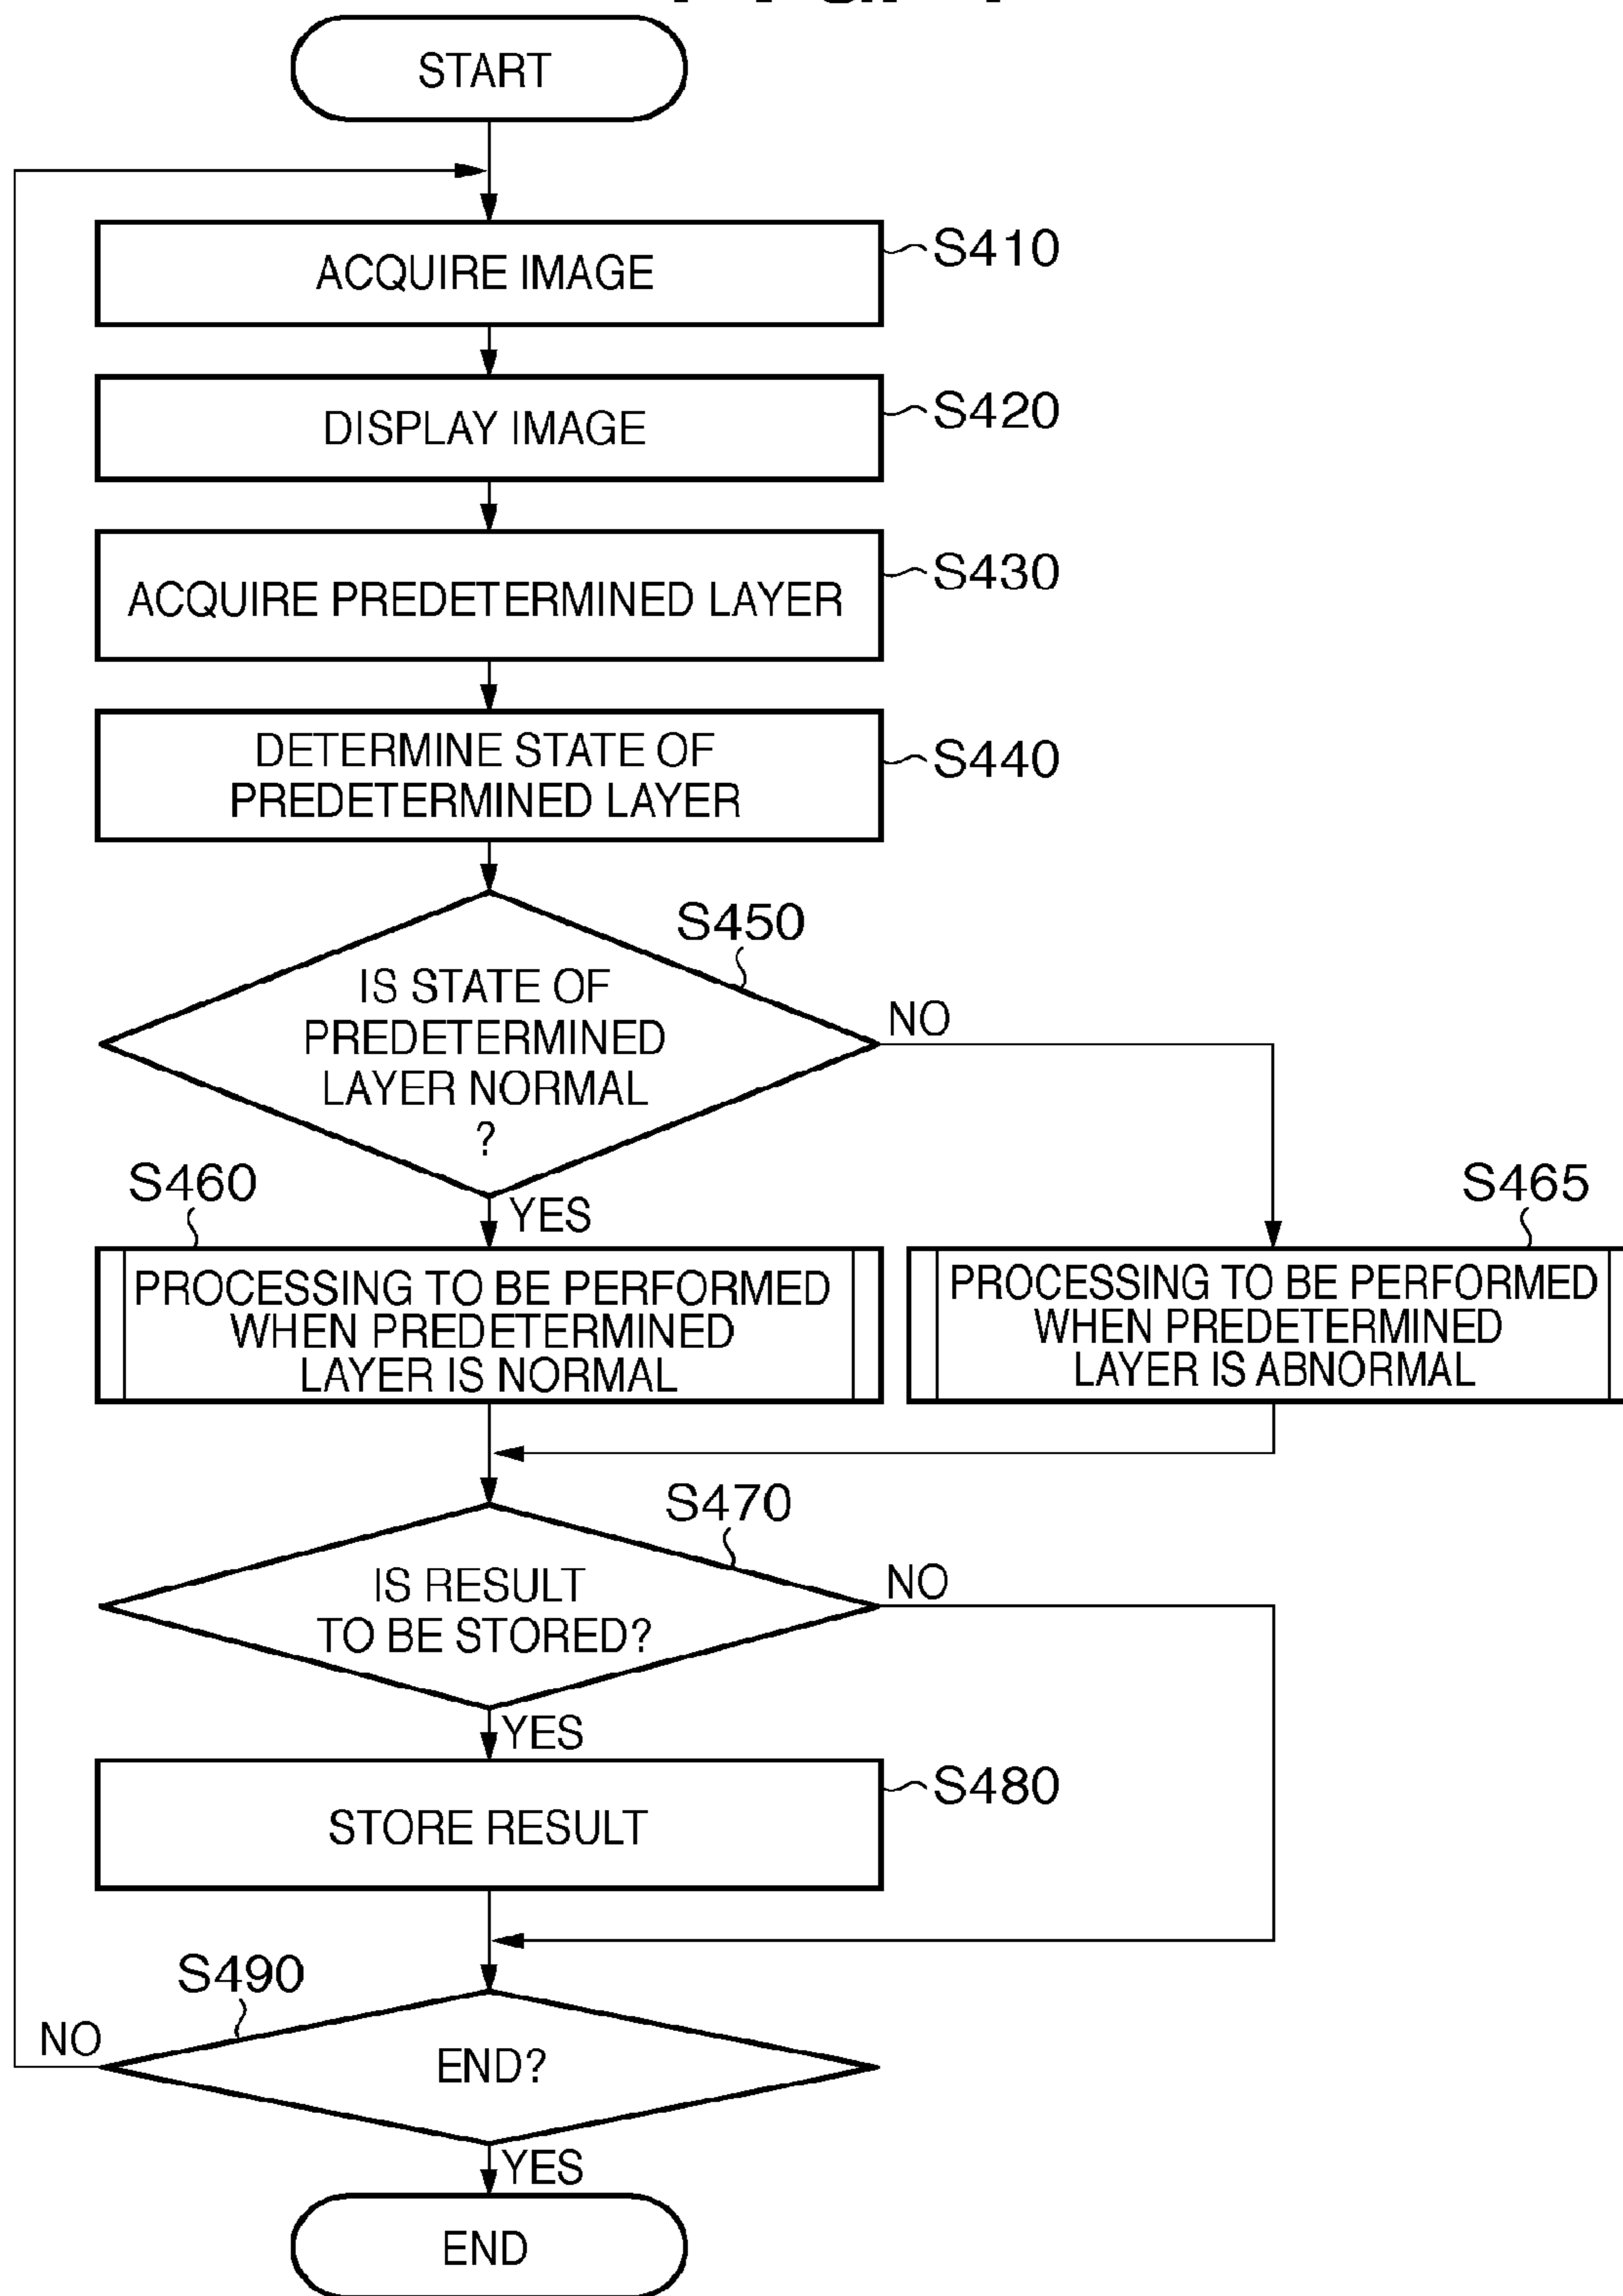 START
ACQUIRE IMAGE
S410
DISPLAY IMAGE
S420
ACQUIRE PREDETERMINED LAYER
S430
DETERMINE STATE OF
PREDETERMINED LAYER
S440
S450
IS STATE OF
PREDETERMINED
LAYER NORMAL
?
NO
YES
S460
PROCESSING TO BE PERFORMED
WHEN PREDETERMINED
LAYER IS NORMAL
S465
PROCESSING TO BE PERFORMED
WHEN PREDETERMINED
LAYER IS ABNORMAL
S470
IS RESULT
TO BE STORED?
NO
YES
STORE RESULT
S480
S490
END?
NO
YES
END